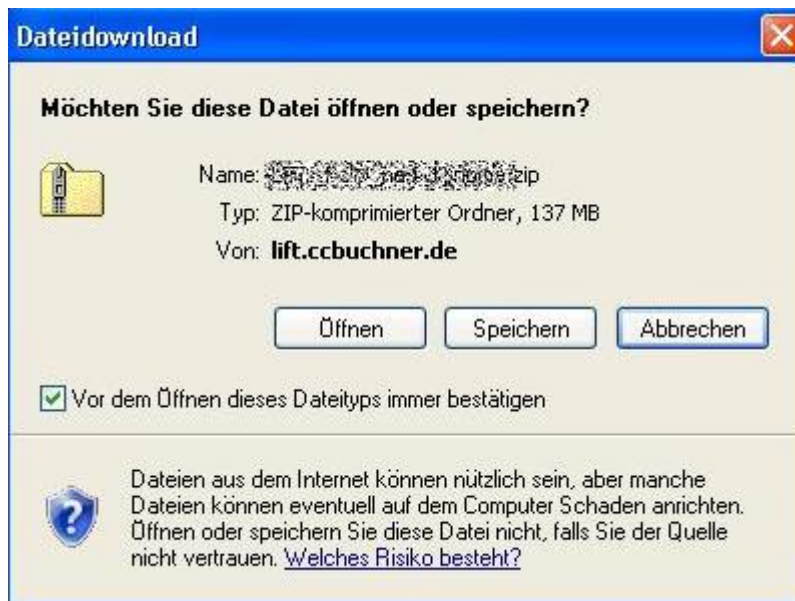 Dateidownload
Möchten Sie diese Datei öffnen oder speichern?
Name: zip
Typ: ZIP-komprimierter Ordner, 137 MB
Von: lift.ccbuchner.de
Öffnen Speichern Abbrechen
Vor dem Öffnen dieses Dateityps immer bestätigen
Dateien aus dem Internet können nützlich sein, aber manche
Dateien können eventuell auf dem Computer Schaden anrichten.
Öffnen oder speichern Sie diese Datei nicht, falls Sie der Quelle
nicht vertrauen. Welches Risiko besteht?